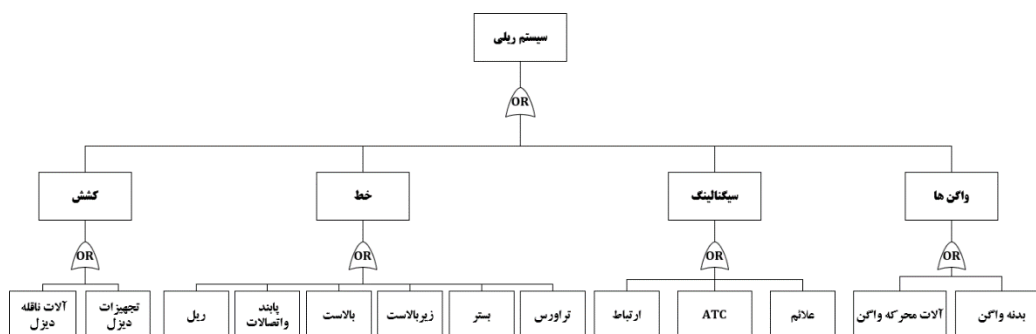 سیستم ریلی
OR
واگن ها
سیگنالینگ
خط
کشش
OR
OR
OR
OR
بدنه واگن
آلات محرکه واگن
علائم
ATC
ارتباط
تراورس
بستر
زیربالاست
بالاست
پابند
واتصالات
ریل
تجهیزات
دیزل
آلات ناقله
دیزل